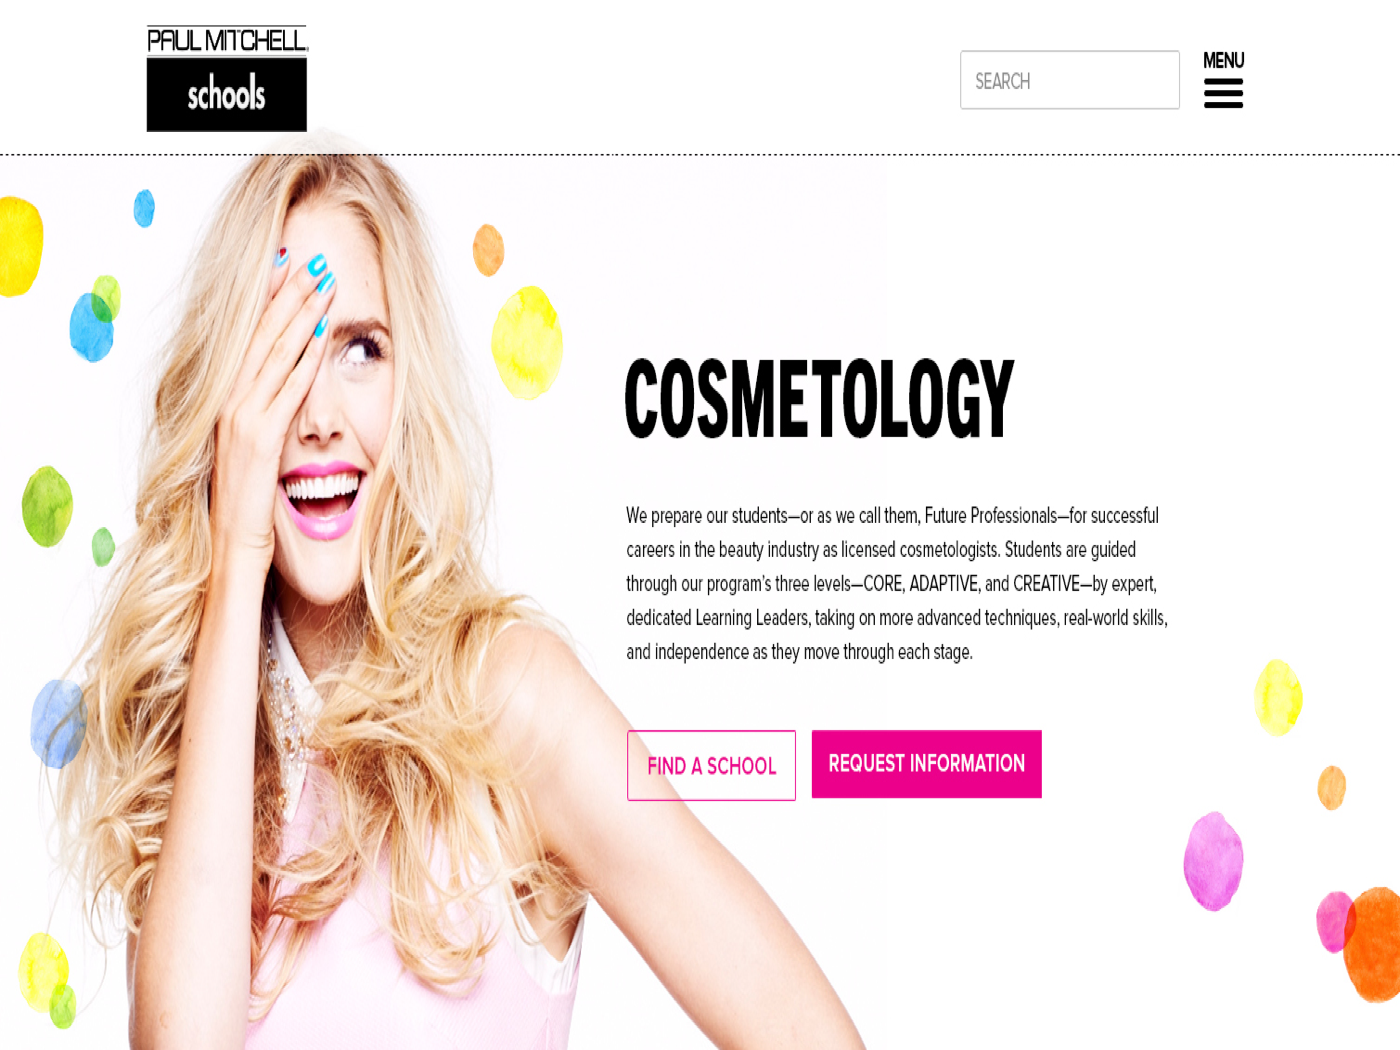 PAUL MITCHELL
schools
SEARCH
MENU
COSMETOLOGY
We prepare our students—or as we call them, Future Professionals—for successful
careers in the beauty industry as licensed cosmetologists. Students are guided
through our program's three levels—CORE, ADAPTIVE, and CREATIVE—by expert,
dedicated Learning Leaders, taking on more advanced techniques, real-world skills,
and independence as they move through each stage.
FIND A SCHOOL
REQUEST INFORMATION